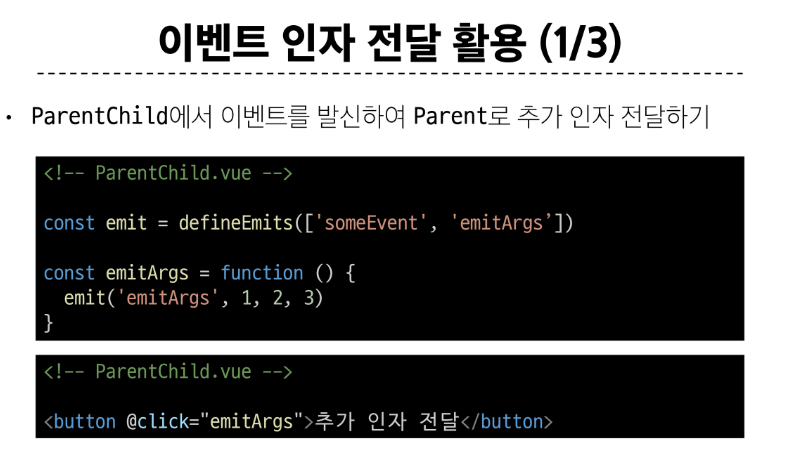 이벤트 인자 전달 활용 (1/3)
• ParentChild에서 이벤트를 발신하여 Parent로 추가 인자 전달하기
<!-- ParentChild.vue -->
const emit = defineEmits(['someEvent', 'emitArgs’])
const emitArgs = function () {
  emit('emitArgs', 1, 2, 3)
}
<!-- ParentChild.vue -->
<button @click="emitArgs">추가 인자 전달</button>